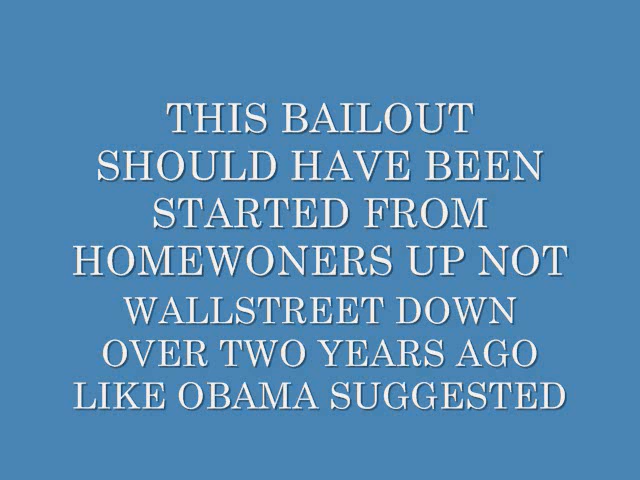 THIS BAILOUT
SHOULD HAVE BEEN
STARTED FROM
HOMEWONERS UP NOT
WALLSTREET DOWN
OVER TWO YEARS AGO
LIKE OBAMA SUGGESTED